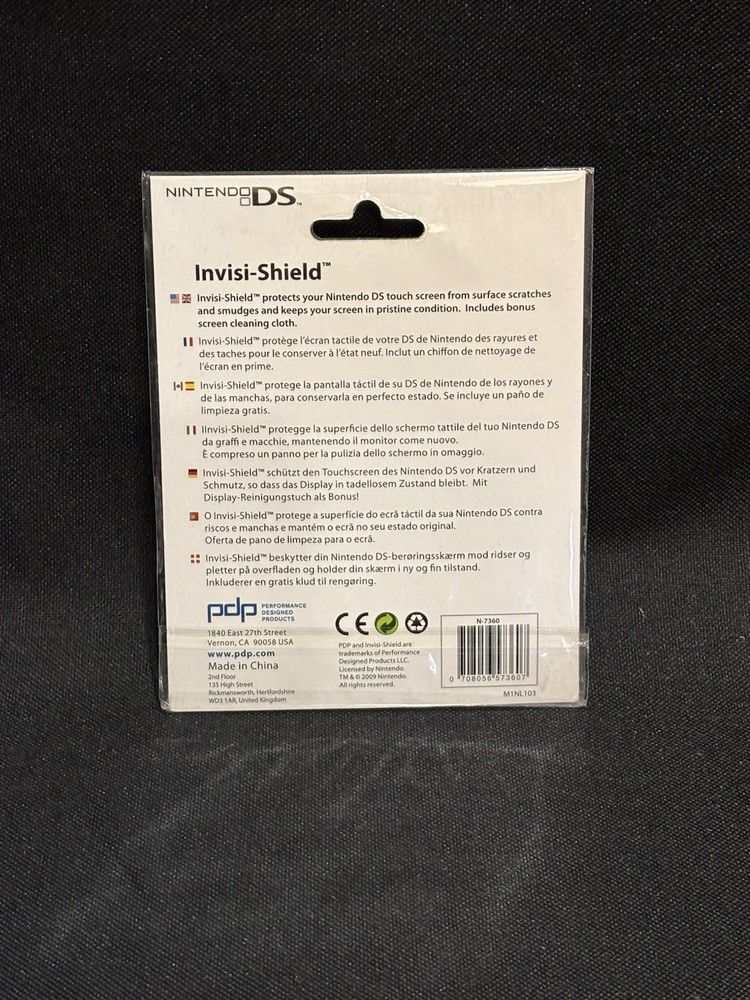 NINTENDO DS™
Invisi-Shield™
Invisi-Shield™ protects your Nintendo DS touch screen from surface scratches
and smudges and keeps your screen in pristine condition. Includes bonus
screen cleaning cloth.
Invisi-Shield™ protège l'écran tactile de votre DS de Nintendo des rayures et
des taches pour le conserver à l'état neuf. Inclut un chiffon de nettoyage de
l'écran en prime.
Invisi-Shield™ protege la pantalla táctil de su DS de Nintendo de los rayones y
de las manchas, para conservarla en perfecto estado. Se incluye un paño de
limpieza gratis.
IInvisi-Shield™ protegge la superficie dello schermo tattile del tuo Nintendo DS
da graffi e macchie, mantenendo il monitor come nuovo.
È compreso un panno per la pulizia dello schermo in omaggio.
Invisi-Shield™ schützt den Touchscreen des Nintendo DS vor Kratzern und
Schmutz, so dass das Display in tadellosem Zustand bleibt. Mit
Display-Reinigungstuch als Bonus!
O Invisi-Shield™ protege a superfície do ecrã táctil da sua Nintendo DS contra
riscos e manchas e mantém o ecrã no seu estado original.
Oferta de pano de limpeza para o ecrã.
Invisi-Shield™ beskytter din Nintendo DS-berøringsskærm mod ridser og
pletter på overfladen og holder din skærm i ny og fin tilstand.
Inkluderer en gratis klud til rengøring.
pdp PERFORMANCE
DESIGNED
PRODUCTS
1840 East 27th Street
Vernon, CA 90058 USA
www.pdp.com
Made in China
2nd Floor
135 High Street
Rickmansworth, Hertfordshire
WD3 1AR, United Kingdom
CE
PDP and Invisi-Shield are
trademarks of Performance
Designed Products LLC.
Licensed by Nintendo.
TM & © 2009 Nintendo.
All rights reserved.
N-7360
0 708056 573607
M1NL103